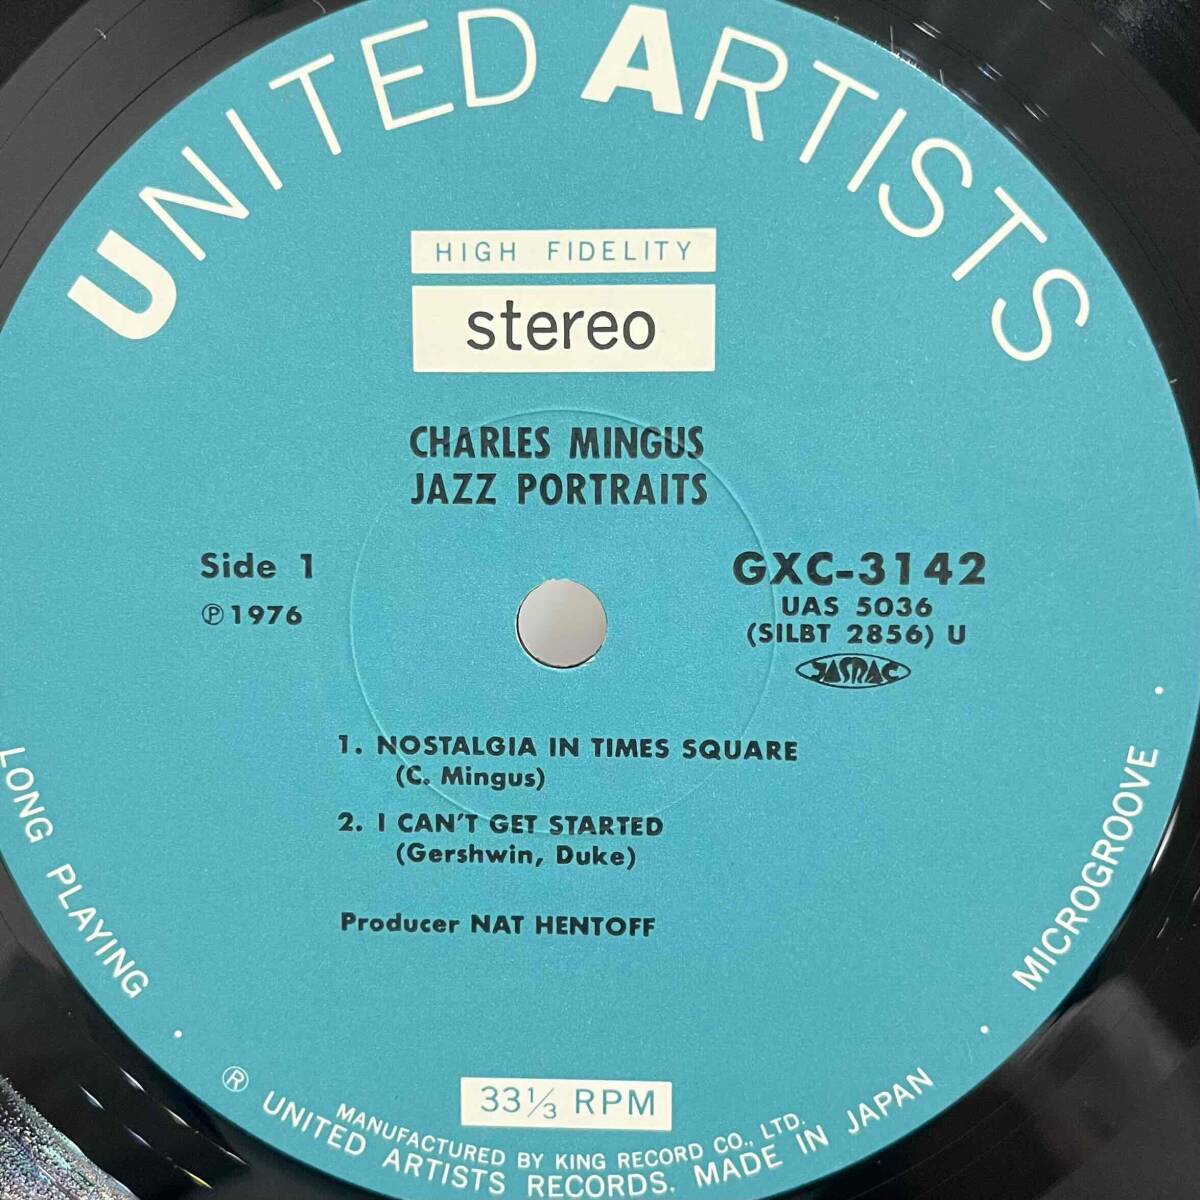 UNITED ARTISTS
HIGH FIDELITY
stereo
CHARLES MINGUS
JAZZ PORTRAITS
Side 1
Ⓟ1976
GXC-3142
UAS 5036
(SILBT 2856) U
JASRAC
1. NOSTALGIA IN TIMES SQUARE
(C. Mingus)
2. I CAN'T GET STARTED
(Gershwin, Duke)
Producer NAT HENTOFF
LONG PLAYING
MICROGROOVE
33⅓ RPM
MANUFACTURED BY KING RECORD CO., LTD.
® UNITED ARTISTS RECORDS. MADE IN JAPAN